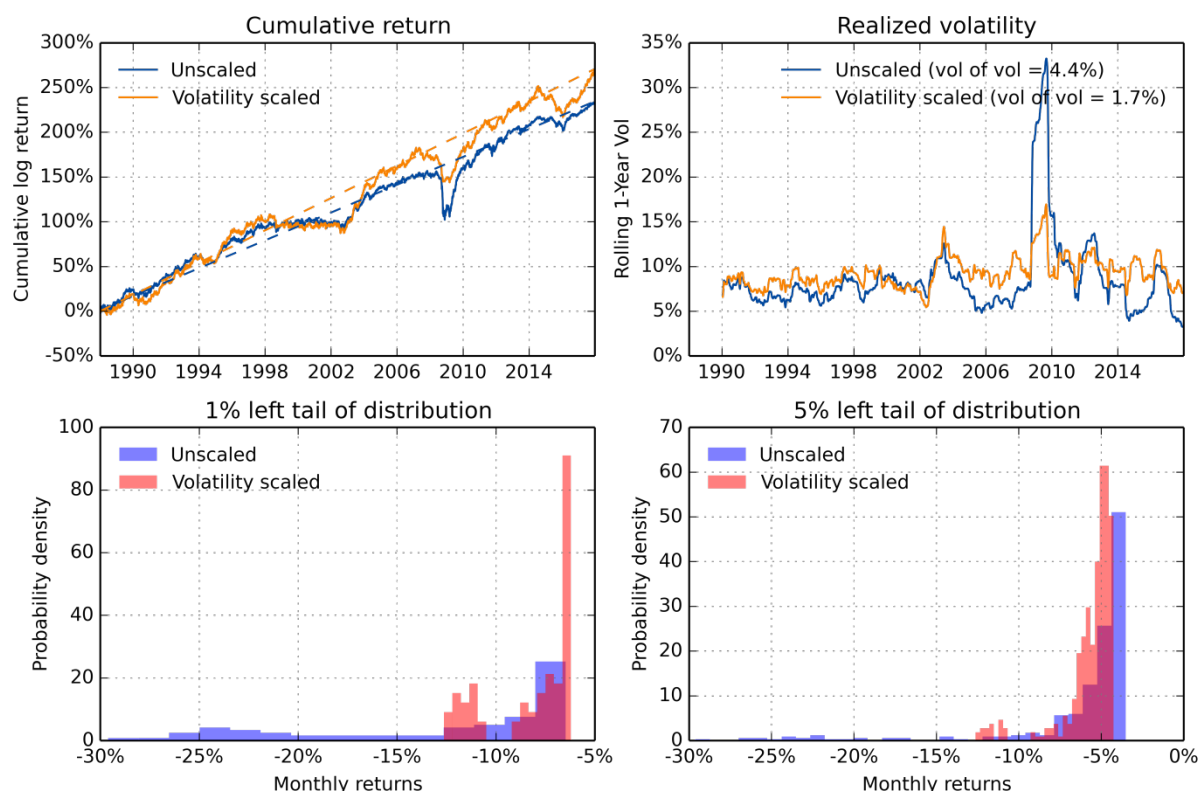 Cumulative return
300%
250%
200%
150%
100%
50%
0%
-50%
Cumulative log return
Unscaled
Volatility scaled
1990 1994 1998 2002 2006 2010 2014
Realized volatility
35%
30%
25%
20%
15%
10%
5%
0%
Rolling 1-Year Vol
Unscaled (vol of vol = 4.4%)
Volatility scaled (vol of vol = 1.7%)
1990 1994 1998 2002 2006 2010 2014
1% left tail of distribution
100
80
60
40
20
0
Probability density
Unscaled
Volatility scaled
-30% -25% -20% -15% -10% -5%
Monthly returns
5% left tail of distribution
70
60
50
40
30
20
10
0
Probability density
Unscaled
Volatility scaled
-30% -25% -20% -15% -10% -5% 0%
Monthly returns